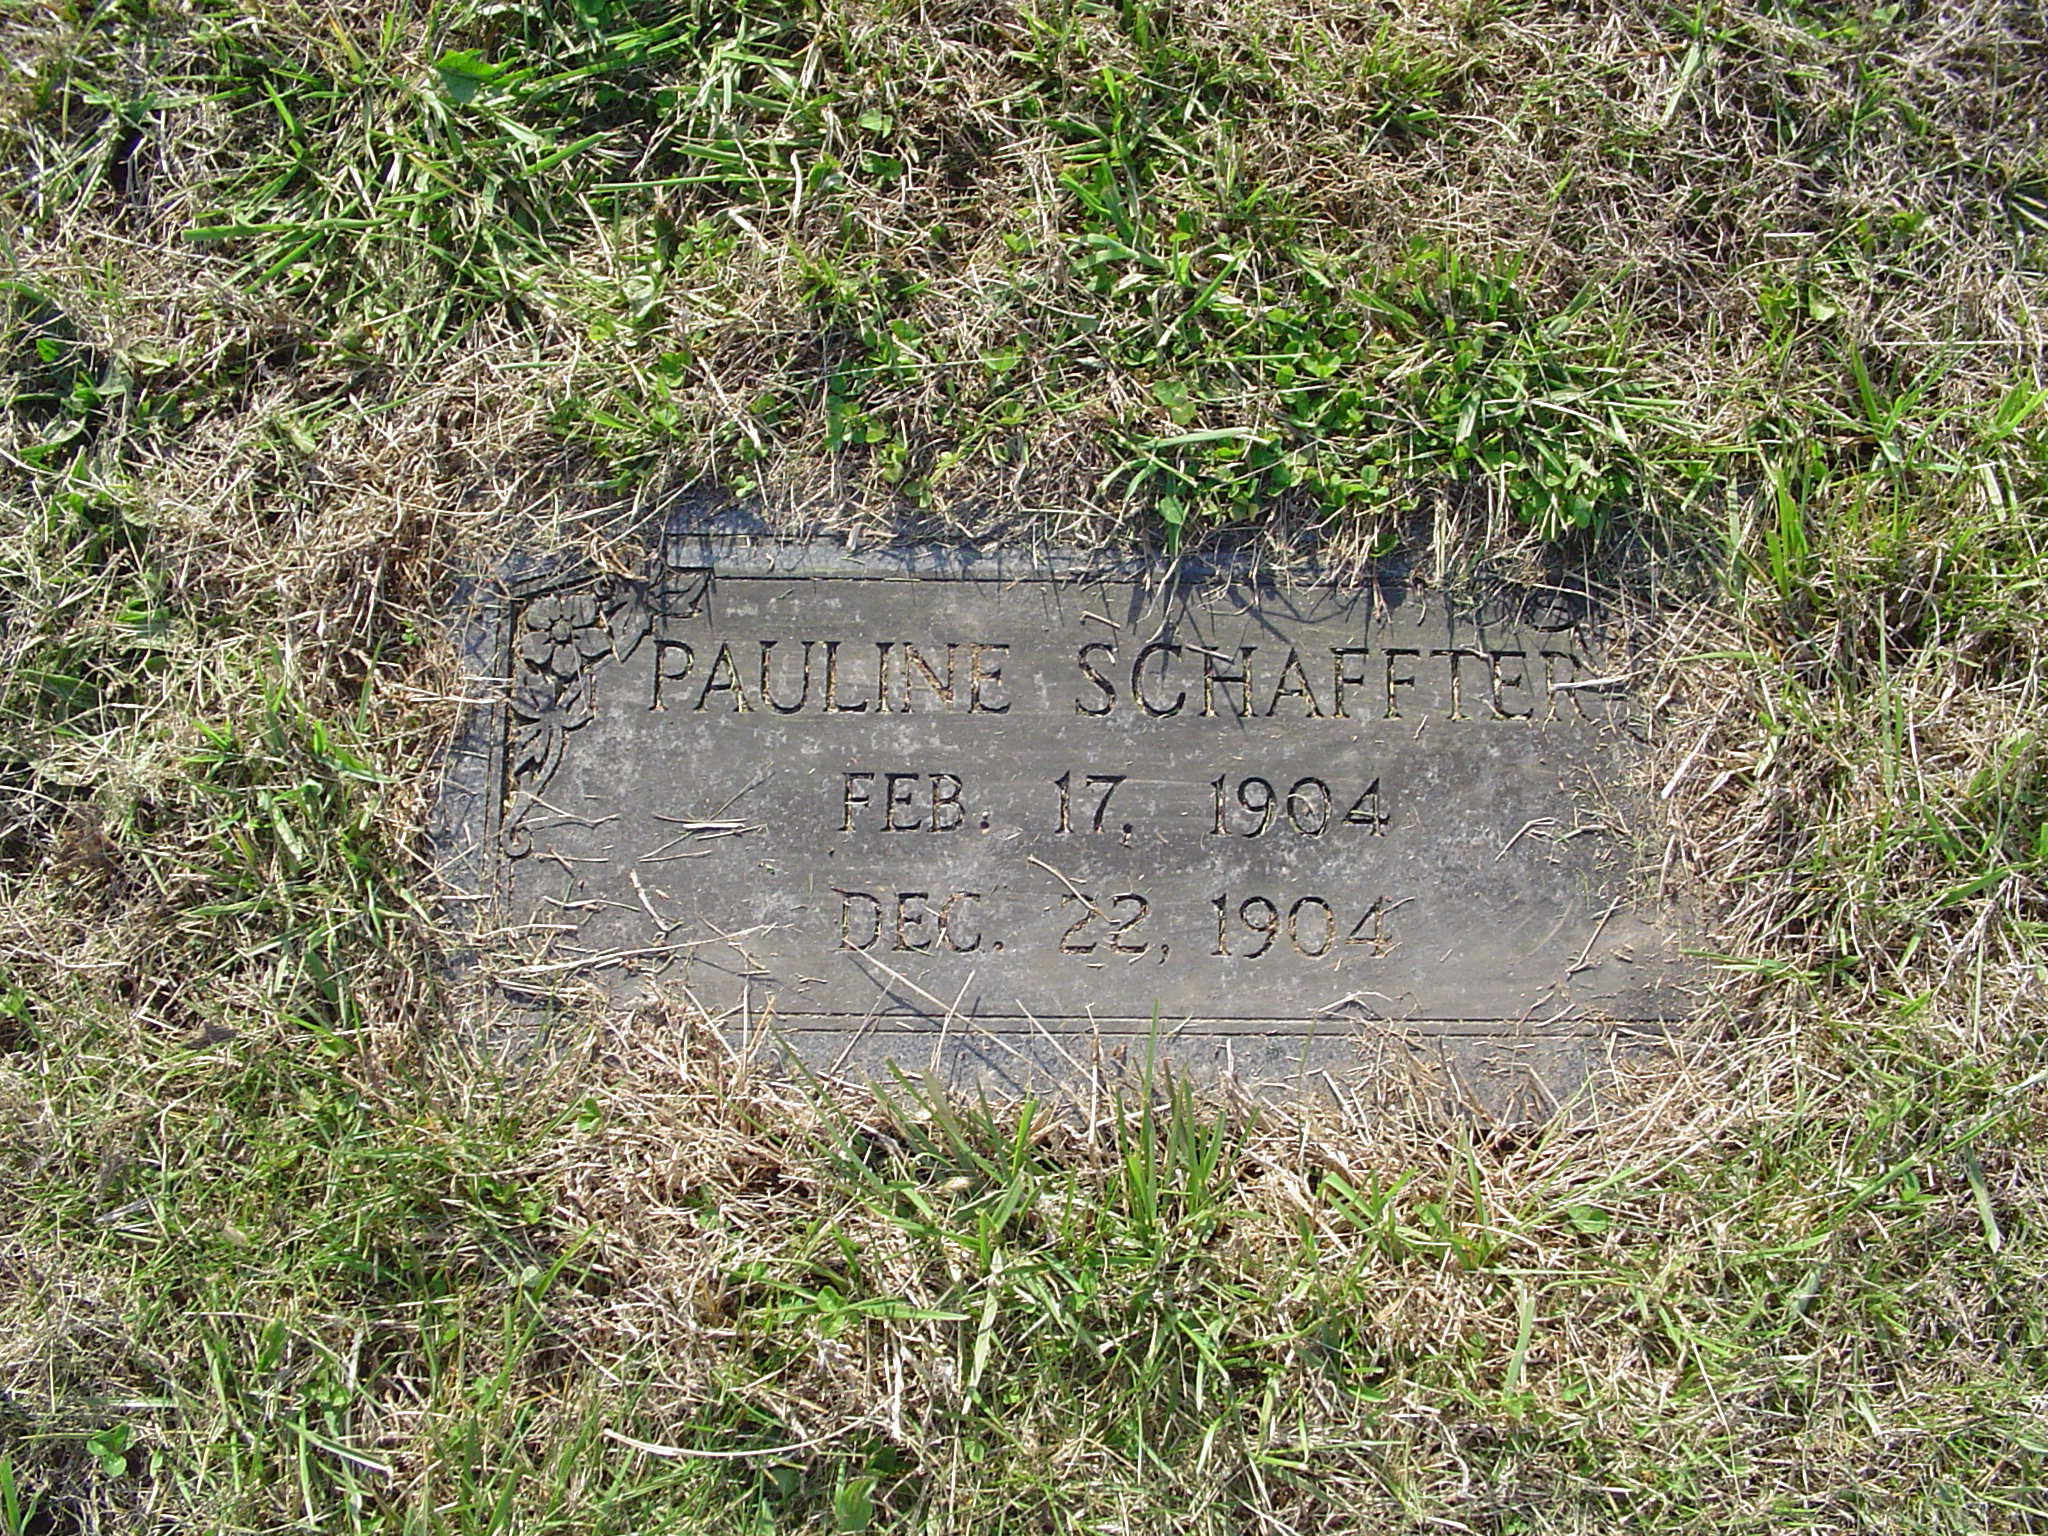 PAULINE SCHAFFTER
FEB. 17. 1904
DEC. 22, 1904